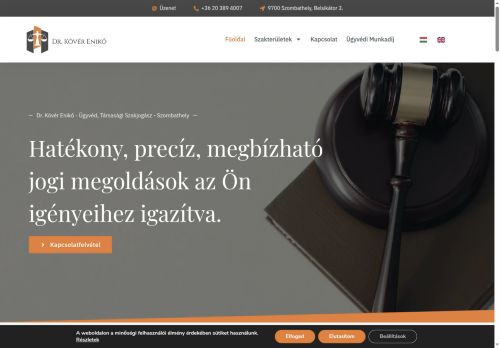 Üzenet +36 20 389 4007 9700 Szombathely, Belsikátor 2.
DR. KÖVÉR ENIKŐ Főoldal Szakterületek Kapcsolat Ügyvédi Munkadíj
— Dr. Kövér Enikő - Ügyvéd, Társasági Szakjogász - Szombathely —
Hatékony, precíz, megbízható
jogi megoldások az Ön
igényeihez igazítva.
Kapcsolatfelvétel
A weboldalon a minőségi felhasználói élmény érdekében sütiket használunk.
Részletek
Elfogad Elutasítom Beállítások